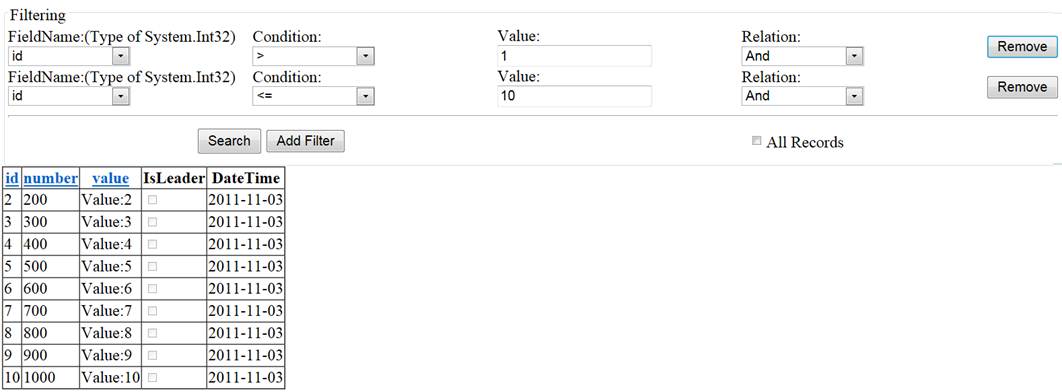 Filtering
FieldName:(Type of System.Int32) Condition: Value: Relation:
id > 1 And Remove
FieldName:(Type of System.Int32) Condition: Value: Relation:
id <= 10 And Remove
Search Add Filter All Records
id number value IsLeader DateTime
2 200 Value:2 2011-11-03
3 300 Value:3 2011-11-03
4 400 Value:4 2011-11-03
5 500 Value:5 2011-11-03
6 600 Value:6 2011-11-03
7 700 Value:7 2011-11-03
8 800 Value:8 2011-11-03
9 900 Value:9 2011-11-03
10 1000 Value:10 2011-11-03